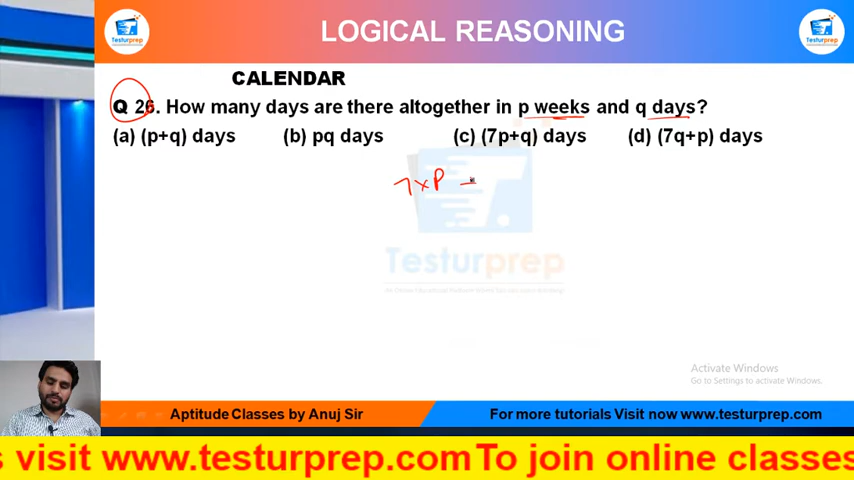 Testurprep
LOGICAL REASONING
Testurprep
CALENDAR
Q 26. How many days are there altogether in p weeks and q days?
(a) (p+q) days (b) pq days (c) (7p+q) days (d) (7q+p) days
7×P
Testurprep
Activate Windows
Go to Settings to activate Windows.
Aptitude Classes by Anuj Sir For more tutorials Visit now www.testurprep.com
s visit www.testurprep.com To join online classes